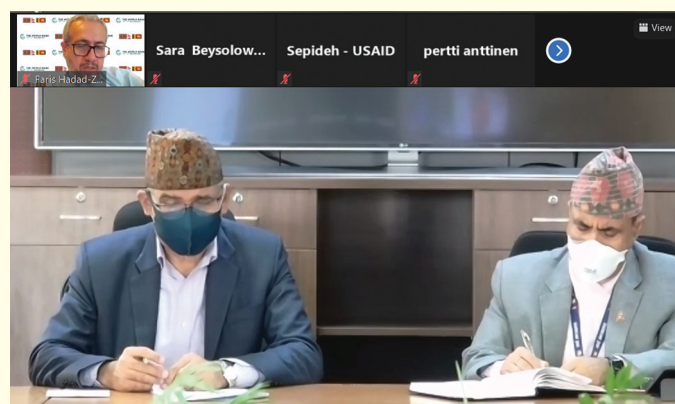 View
Sara Beysolow...
Sepideh - USAID
pertti anttinen
Faris Hadad-Z...